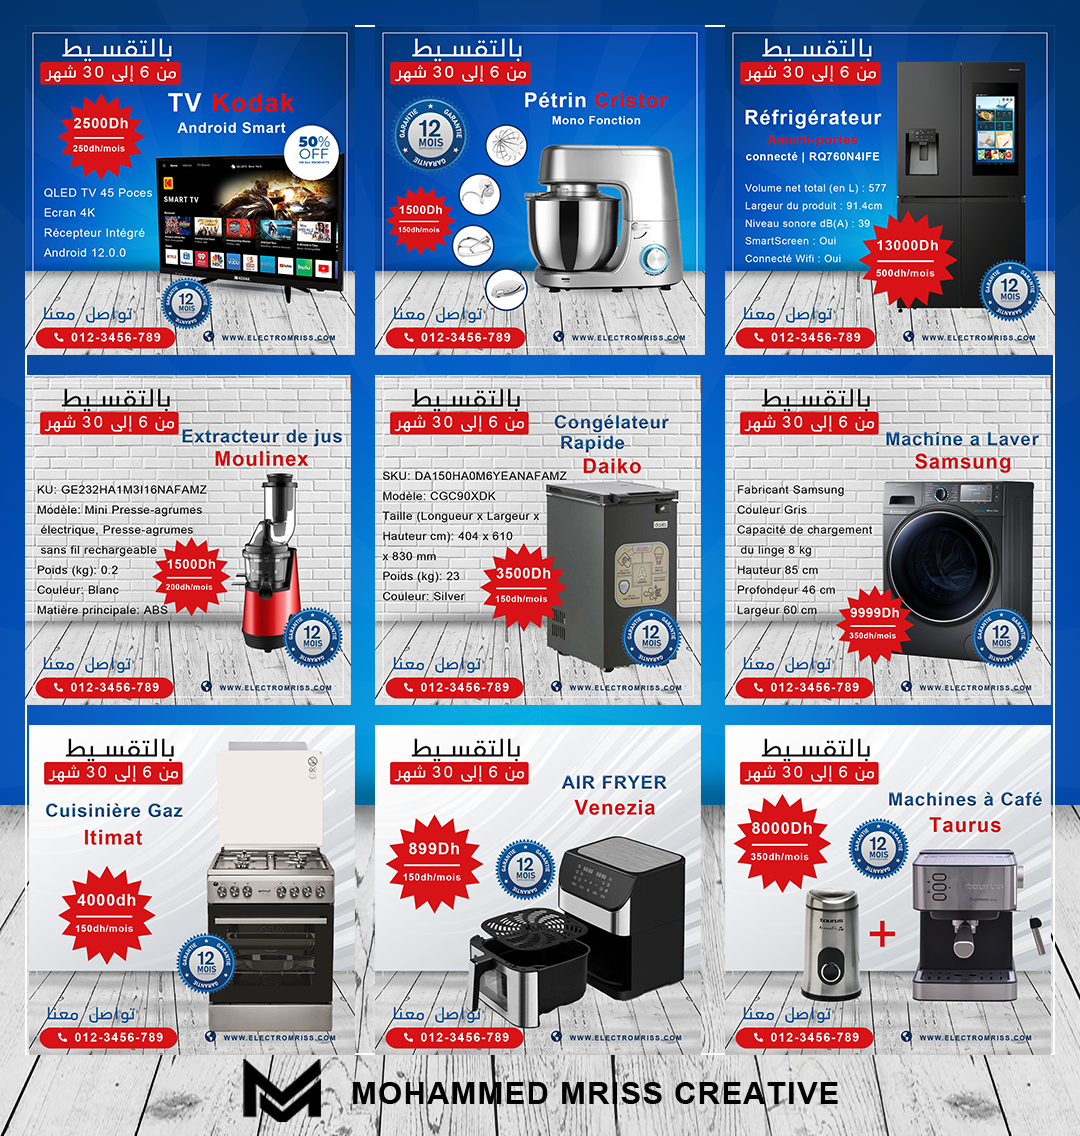 بالتقسيط
من 6 إلى 30 شهر
TV Kodak
Android Smart
2500Dh
250dh/mois
50%
OFF
ON ALL PRODUCTS
QLED TV 45 Poces
Ecran 4K
Récepteur Intégré
Android 12.0.0
SMART TV
KODAK
GARANTIE
12
MOIS
GARANTIE
تواصل معنا
012-3456-789
WWW.ELECTROMRISS.COM
بالتقسيط
من 6 إلى 30 شهر
Pétrin Cristor
Mono Fonction
GARANTIE
12
MOIS
GARANTIE
1500Dh
150dh/mois
تواصل معنا
012-3456-789
WWW.ELECTROMRISS.COM
بالتقسيط
من 6 إلى 30 شهر
Réfrigérateur
Amulti-portes
connecté | RQ760N4IFE
Volume net total (en L) : 577
Largeur du produit : 91.4cm
Niveau sonore dB(A) : 39
SmartScreen : Oui
Connecté Wifi : Oui
13000Dh
500dh/mois
GARANTIE
12
MOIS
GARANTIE
تواصل معنا
012-3456-789
WWW.ELECTROMRISS.COM
بالتقسيط
من 6 إلى 30 شهر
Extracteur de jus
Moulinex
KU: GE232HA1M3I16NAFAMZ
Modèle: Mini Presse-agrumes
électrique, Presse-agrumes
sans fil rechargeable
Poids (kg): 0.2
Couleur: Blanc
Matière principale: ABS
1500Dh
200dh/mois
GARANTIE
12
MOIS
GARANTIE
تواصل معنا
012-3456-789
WWW.ELECTROMRISS.COM
بالتقسيط
من 6 إلى 30 شهر
Congélateur
Rapide
Daiko
SKU: DA150HA0M6YEANAFAMZ
Modèle: CGC90XDK
Taille (Longueur x Largeur x
Hauteur cm): 404 x 610
x 830 mm
Poids (kg): 23
Couleur: Silver
3500Dh
150dh/mois
GARANTIE
12
MOIS
GARANTIE
تواصل معنا
012-3456-789
WWW.ELECTROMRISS.COM
بالتقسيط
من 6 إلى 30 شهر
Machine a Laver
Samsung
Fabricant Samsung
Couleur Gris
Capacité de chargement
du linge 8 kg
Hauteur 85 cm
Profondeur 46 cm
Largeur 60 cm
9999Dh
350dh/mois
GARANTIE
12
MOIS
GARANTIE
تواصل معنا
012-3456-789
WWW.ELECTROMRISS.COM
بالتقسيط
من 6 إلى 30 شهر
Cuisinière Gaz
Itimat
4000dh
150dh/mois
GARANTIE
12
MOIS
GARANTIE
تواصل معنا
012-3456-789
WWW.ELECTROMRISS.COM
بالتقسيط
من 6 إلى 30 شهر
AIR FRYER
Venezia
899Dh
150dh/mois
GARANTIE
12
MOIS
GARANTIE
تواصل معنا
012-3456-789
WWW.ELECTROMRISS.COM
بالتقسيط
من 6 إلى 30 شهر
Machines à Café
Taurus
8000Dh
350dh/mois
GARANTIE
12
MOIS
GARANTIE
taurus
+
تواصل معنا
012-3456-789
WWW.ELECTROMRISS.COM
MOHAMMED MRISS CREATIVE